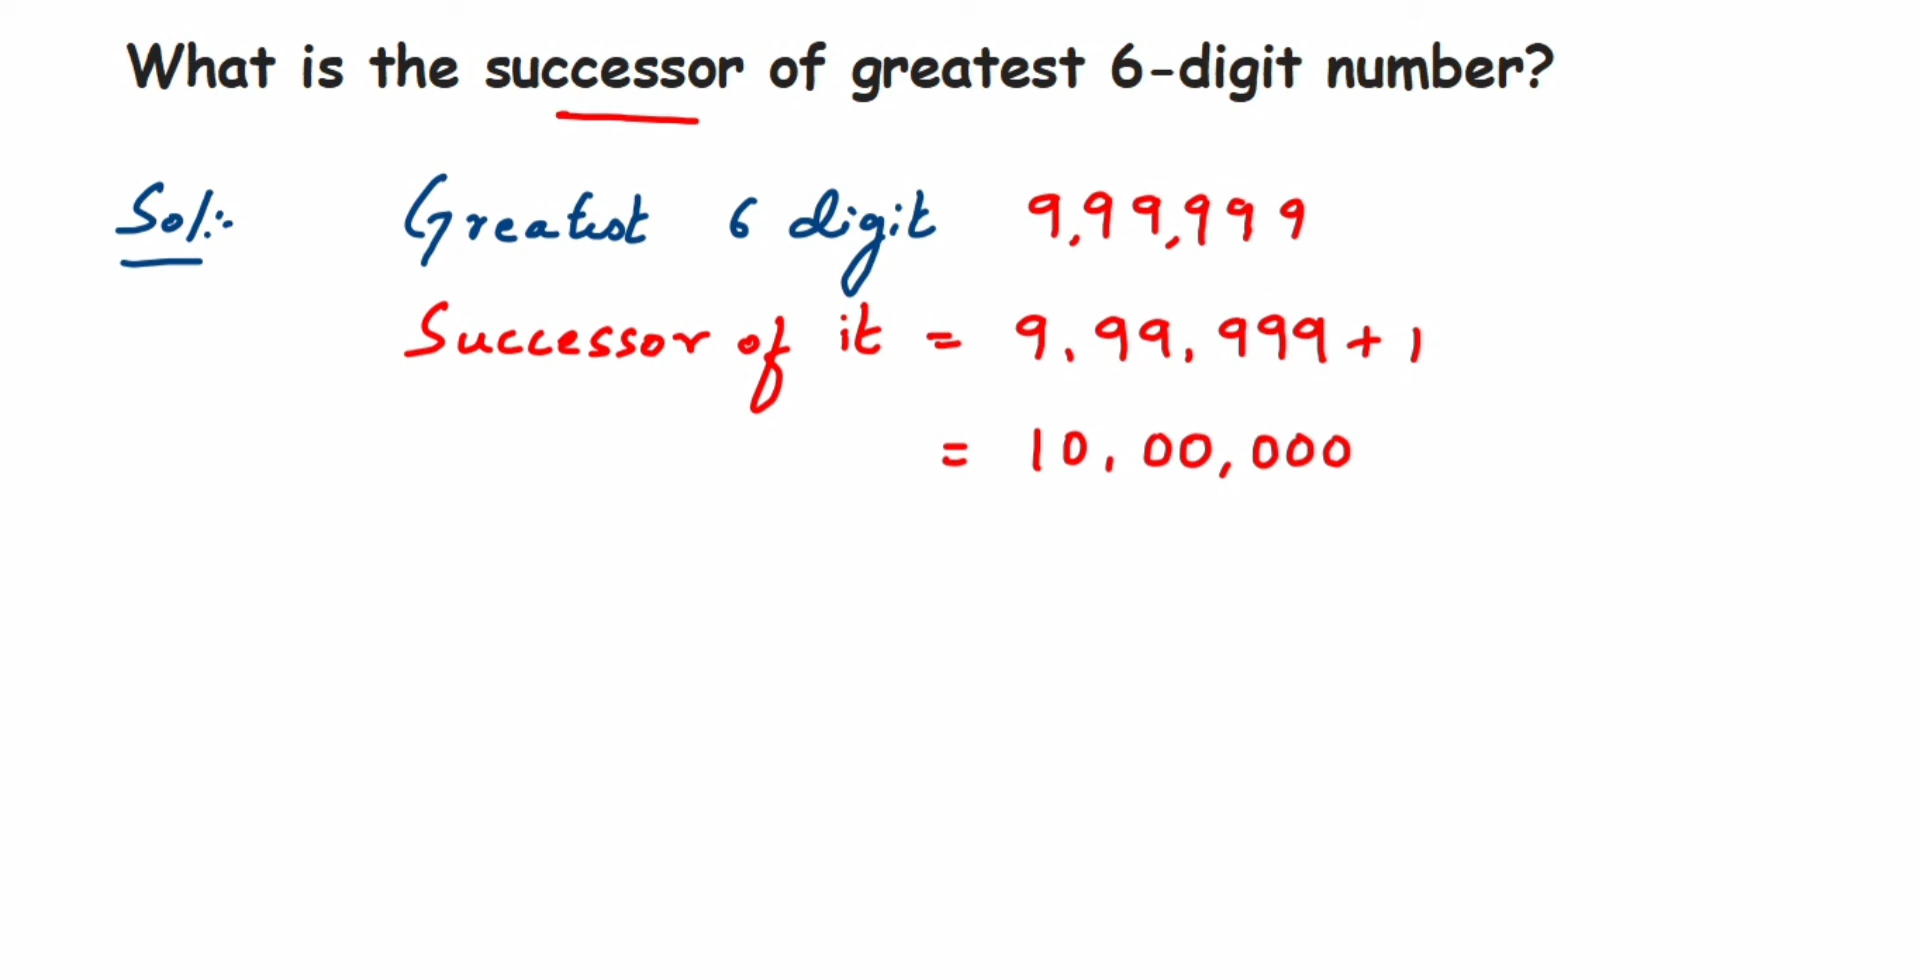 What is the successor of greatest 6-digit number?
Sol:- Greatest 6 digit 9,99,999
Successor of it = 9,99,999 + 1
= 10,00,000